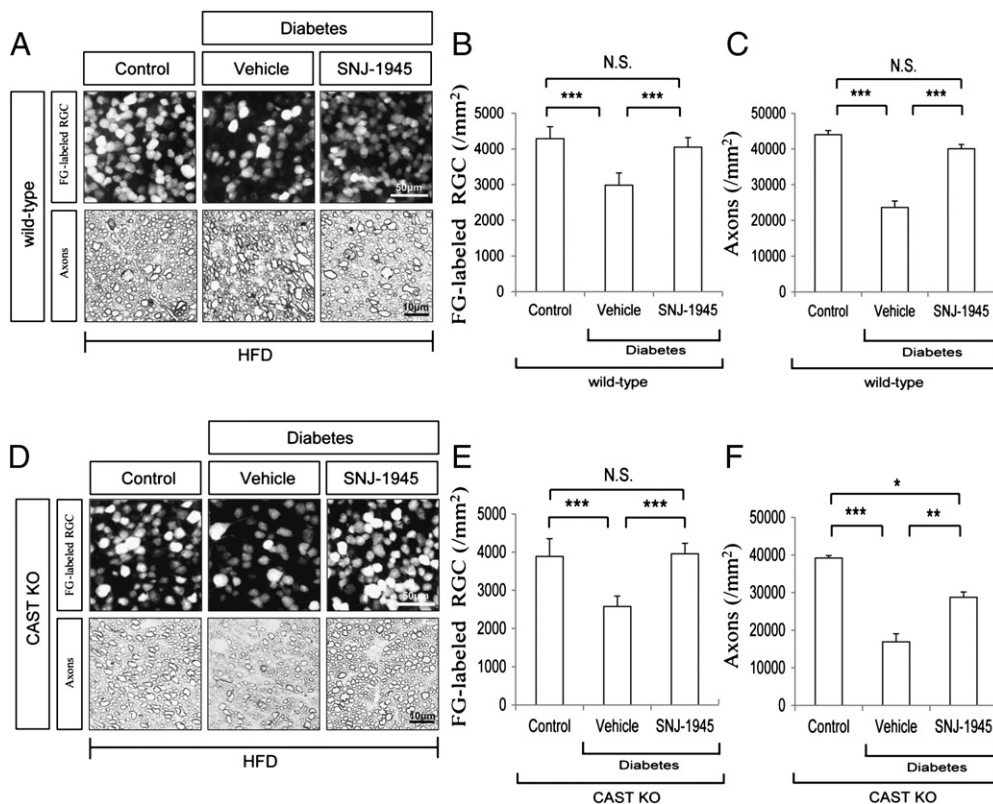 A
Diabetes
Control
Vehicle
SNJ-1945
wild-type
FG-labeled RGC
50μm
Axons
10μm
HFD
B
N.S.
***
***
FG-labeled RGC (/mm²)
5000
4000
3000
2000
1000
0
Control
Vehicle
SNJ-1945
Diabetes
wild-type
C
N.S.
***
***
Axons (/mm²)
50000
40000
30000
20000
10000
0
Control
Vehicle
SNJ-1945
Diabetes
wild-type
D
Diabetes
Control
Vehicle
SNJ-1945
CAST KO
FG-labeled RGC
50μm
Axons
10μm
HFD
E
N.S.
***
***
FG-labeled RGC (/mm²)
5000
4000
3000
2000
1000
0
Control
Vehicle
SNJ-1945
Diabetes
CAST KO
F
*
***
**
Axons (/mm²)
50000
40000
30000
20000
10000
0
Control
Vehicle
SNJ-1945
Diabetes
CAST KO